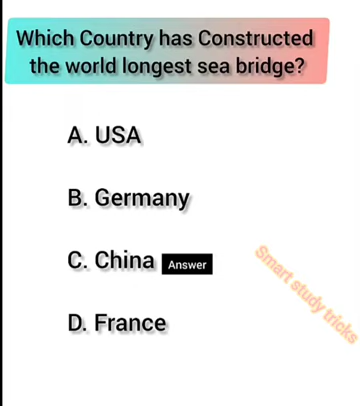 Which Country has Constructed
the world longest sea bridge?
A. USA
B. Germany
C. China Answer
D. France
Smart study tricks